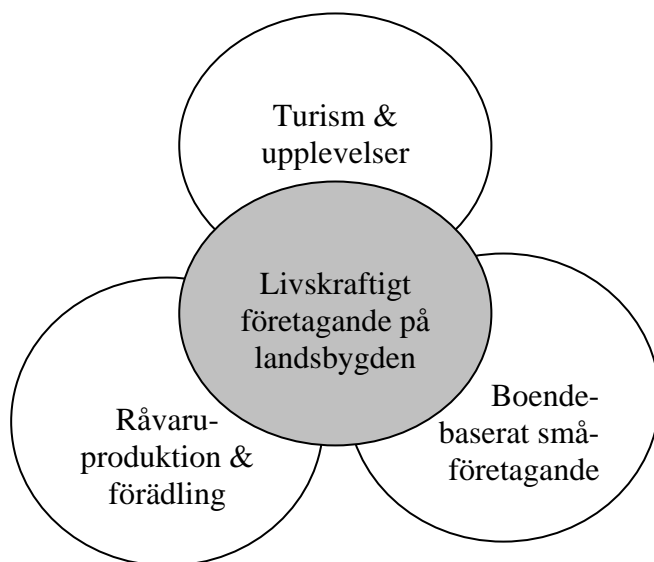 Turism &
upplevelser
Livskraftigt
företagande på
landsbygden
Råvaru-
produktion &
förädling
Boende-
baserat små-
företagande